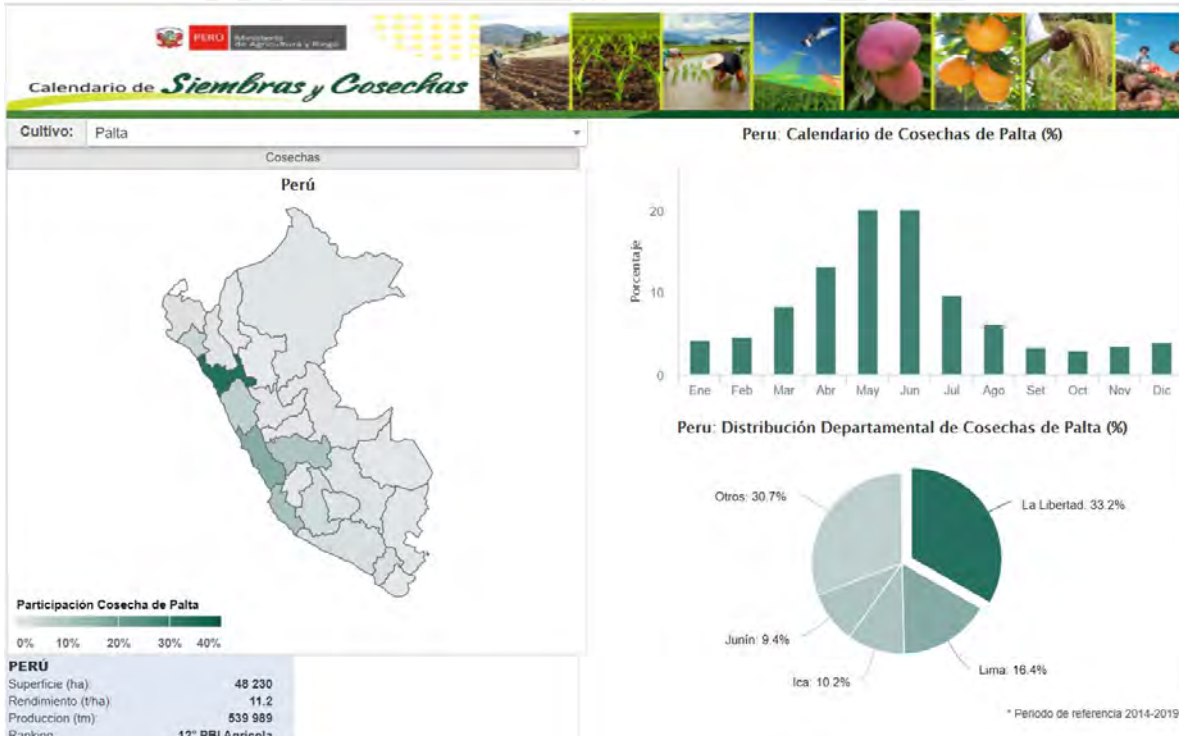 PERÚ
Ministerio
de Agricultura y Riego
Calendario de Siembras y Cosechas
Cultivo: Palta
Cosechas
Perú
Participación Cosecha de Palta
0% 10% 20% 30% 40%
PERÚ
Superficie (ha): 48 230
Rendimiento (t/ha) 11.2
Produccion (tm): 539 989
Ranking 12° PBI Agricola
Peru: Calendario de Cosechas de Palta (%)
Porcentaje
20
10
0
Ene Feb Mar Abr May Jun Jul Ago Set Oct Nov Dic
Peru: Distribución Departamental de Cosechas de Palta (%)
Otros: 30.7%
La Libertad: 33.2%
Junín: 9.4%
Ica: 10.2%
Lima: 16.4%
* Periodo de referencia 2014-2019